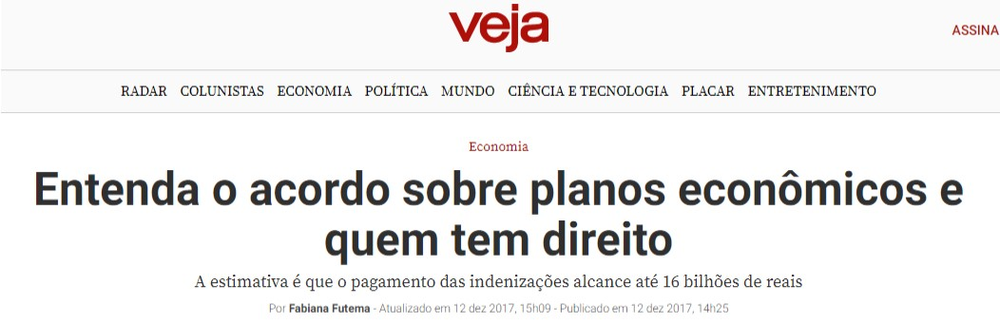 veja
ASSINA
RADAR COLUNISTAS ECONOMIA POLÍTICA MUNDO CIÊNCIA E TECNOLOGIA PLACAR ENTRETENIMENTO
Economia
Entenda o acordo sobre planos econômicos e
quem tem direito
A estimativa é que o pagamento das indenizações alcance até 16 bilhões de reais
Por Fabiana Futema - Atualizado em 12 dez 2017, 15h09 - Publicado em 12 dez 2017, 14h25